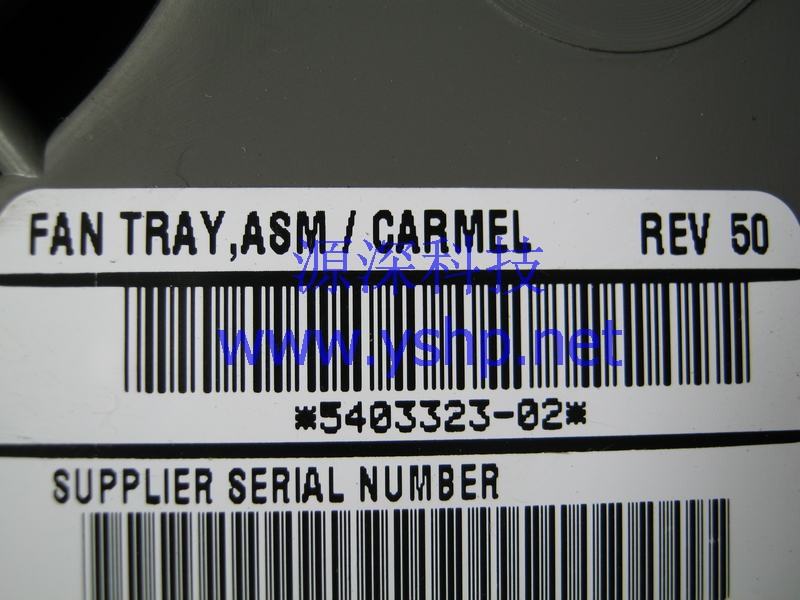 FAN TRAY,ASM / CARMEL REV 50
源深科技
www.yshp.net
*5403323-02*
SUPPLIER SERIAL NUMBER